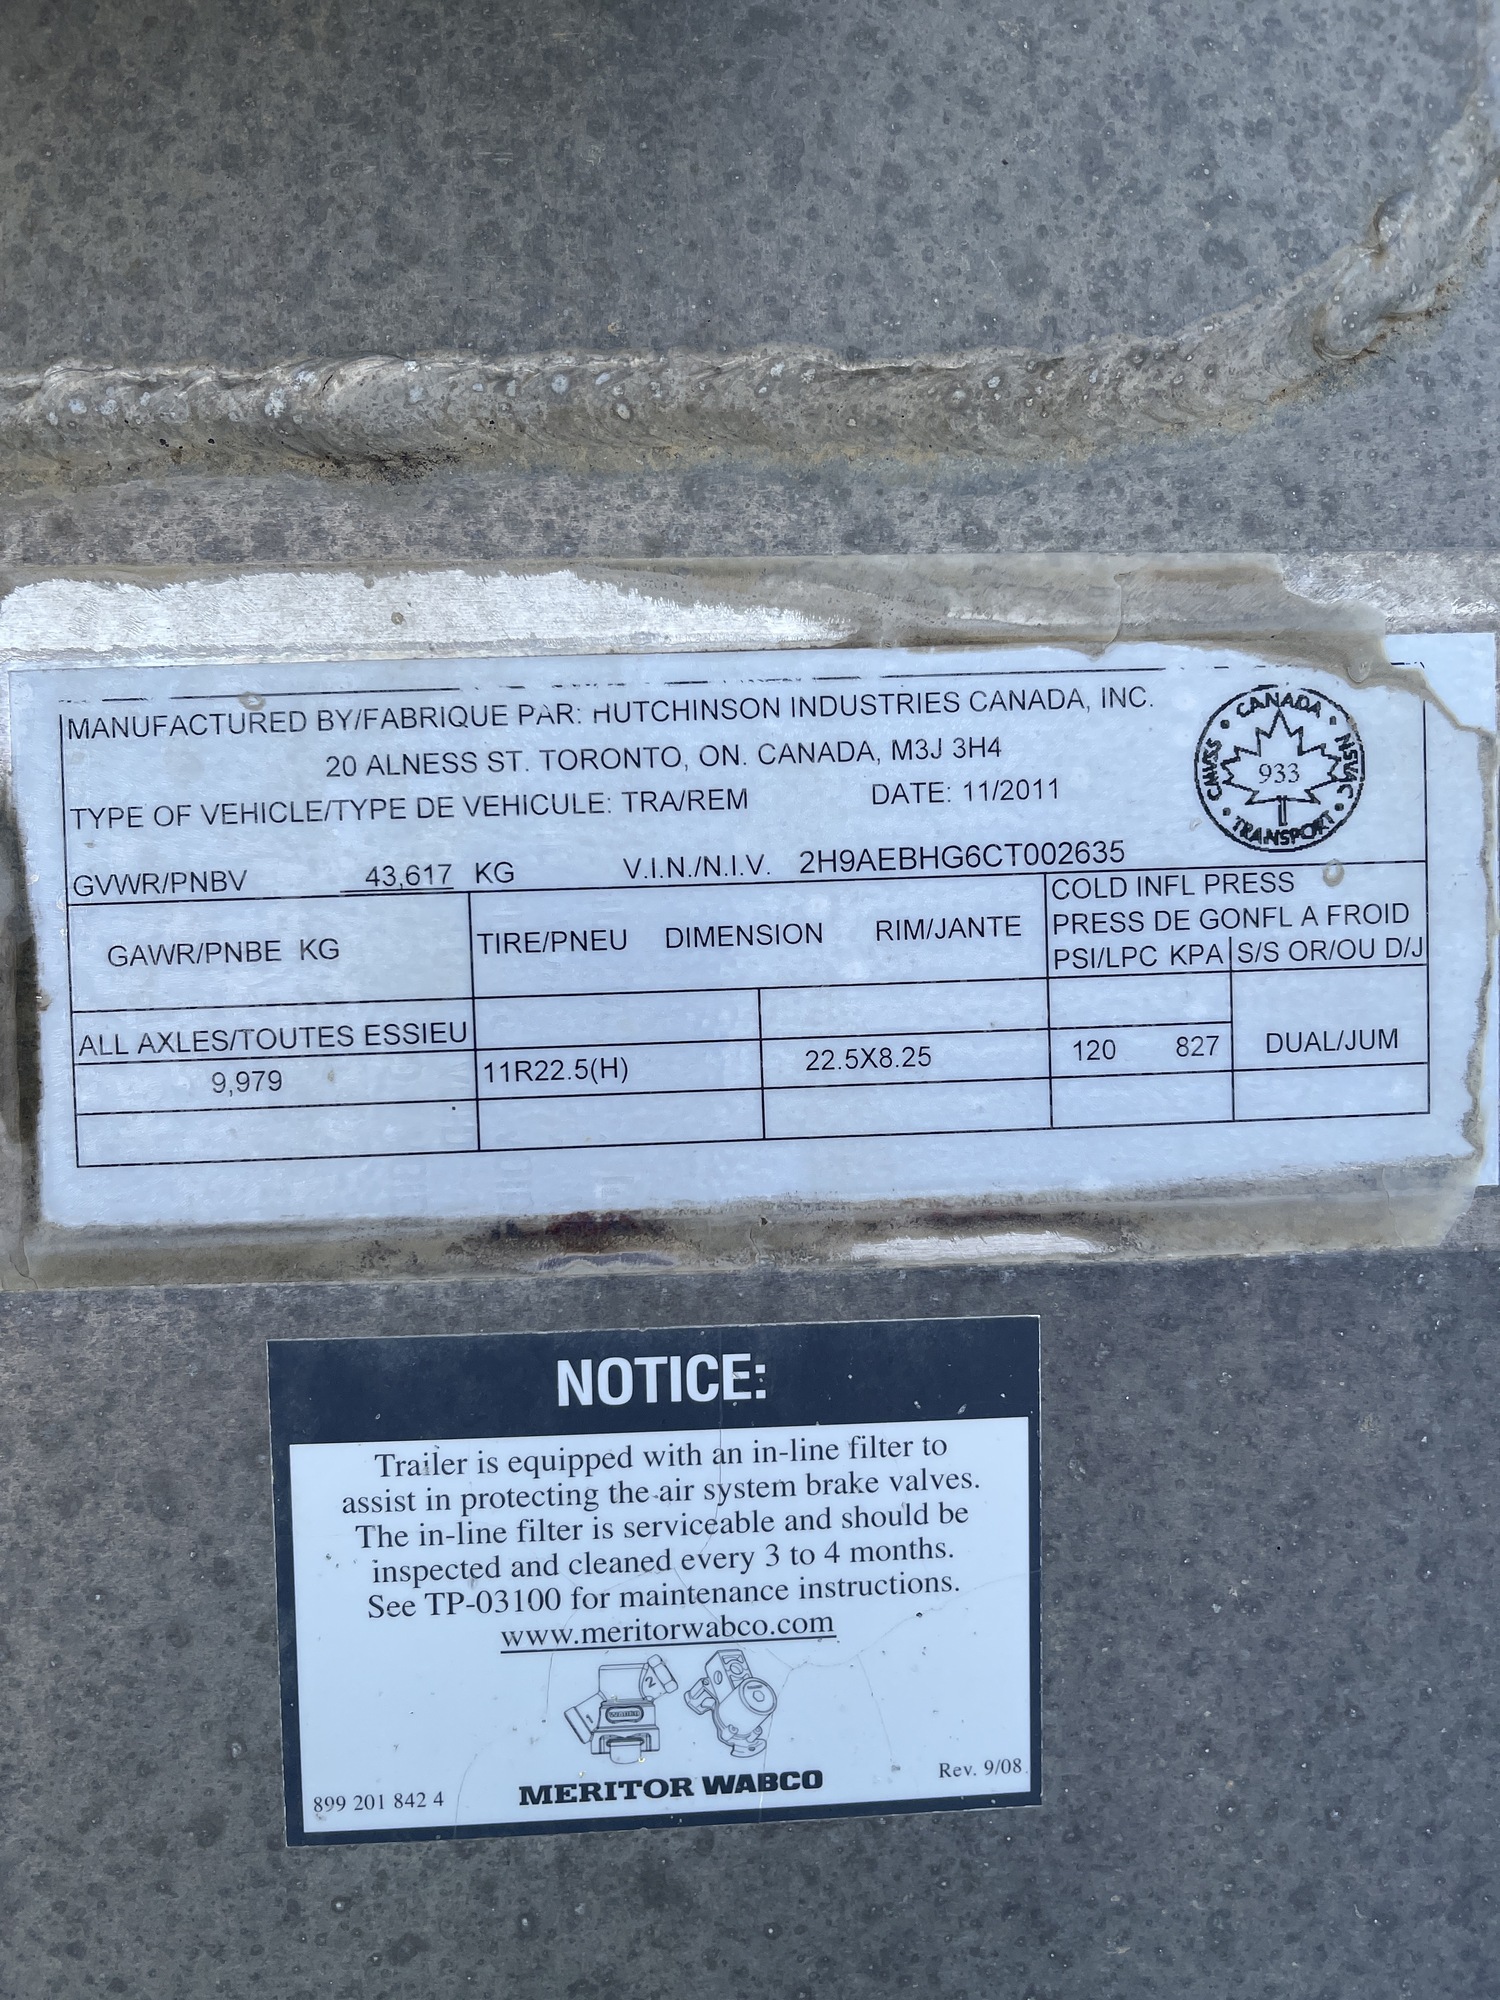 MANUFACTURED BY/FABRIQUE PAR: HUTCHINSON INDUSTRIES CANADA, INC.
20 ALNESS ST. TORONTO, ON. CANADA, M3J 3H4
TYPE OF VEHICLE/TYPE DE VEHICULE: TRA/REM DATE: 11/2011
CANADA
CMVSS 933 NSVAC
TRANSPORT
GVWR/PNBV 43,617 KG V.I.N./N.I.V. 2H9AEBHG6CT002635
GAWR/PNBE KG TIRE/PNEU DIMENSION RIM/JANTE
COLD INFL PRESS
PRESS DE GONFL A FROID
PSI/LPC KPA S/S OR/OU D/J
ALL AXLES/TOUTES ESSIEU
9,979 11R22.5(H) 22.5X8.25 120 827 DUAL/JUM
NOTICE:
Trailer is equipped with an in-line filter to
assist in protecting the air system brake valves.
The in-line filter is serviceable and should be
inspected and cleaned every 3 to 4 months.
See TP-03100 for maintenance instructions.
www.meritorwabco.com
1 2
WABCO
899 201 842 4 MERITOR WABCO Rev. 9/08